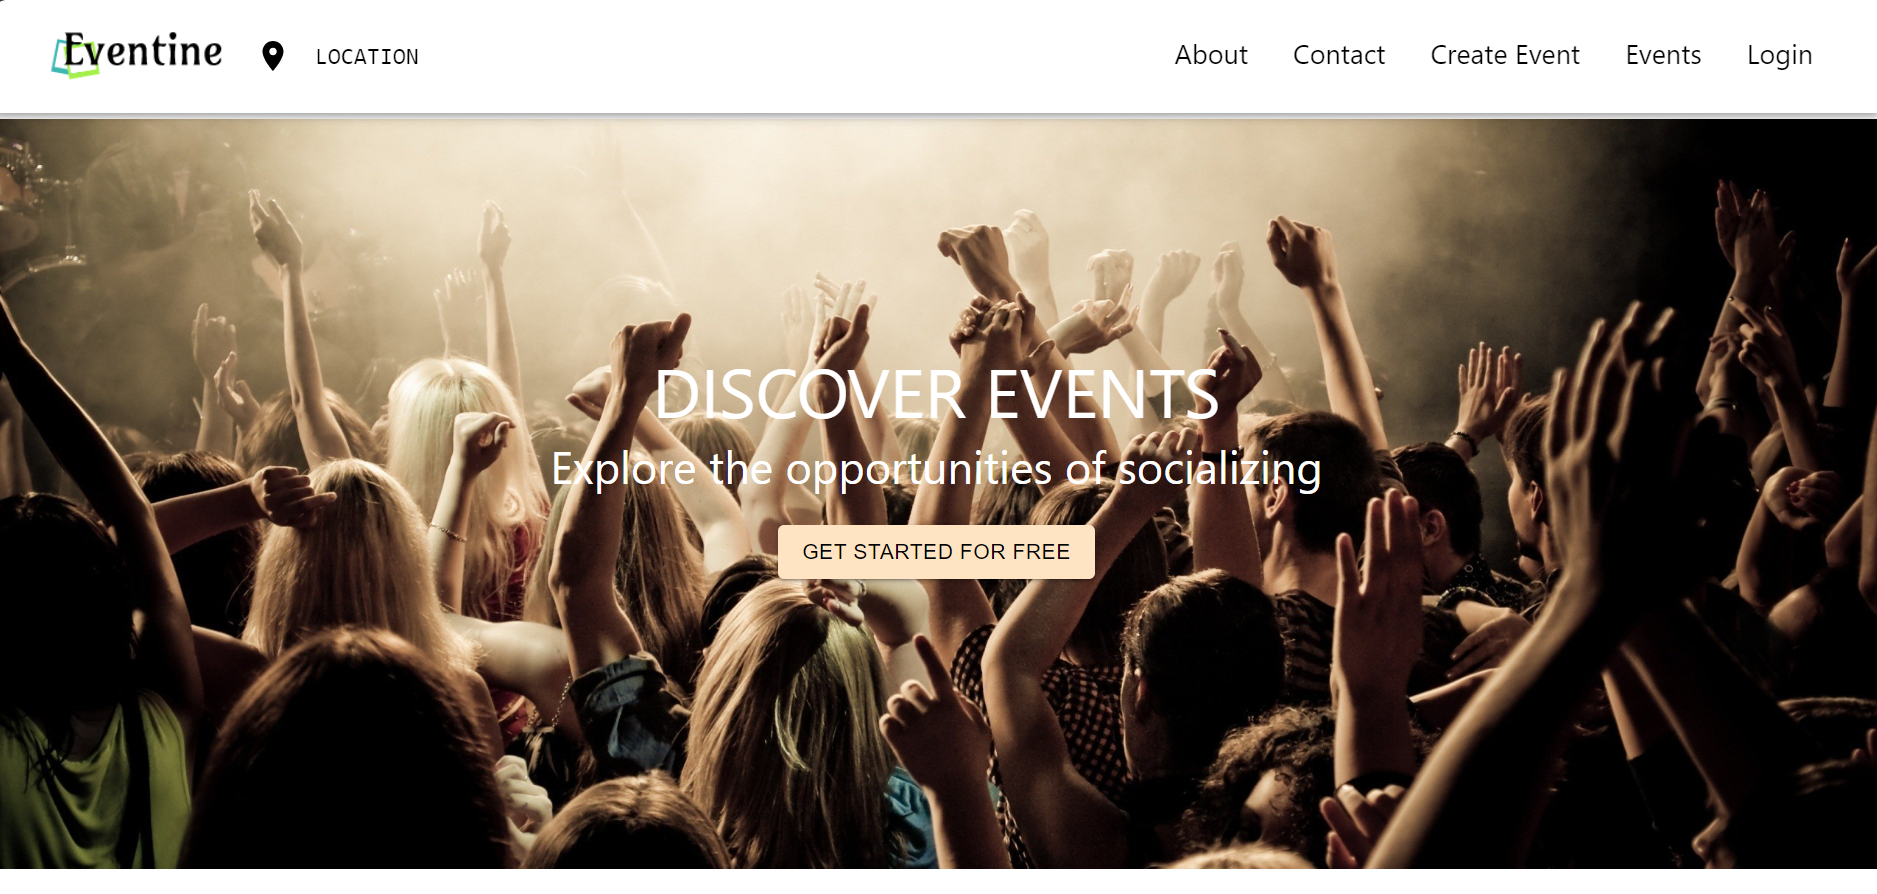 Eventine
LOCATION
About
Contact
Create Event
Events
Login
DISCOVER EVENTS
Explore the opportunities of socializing
GET STARTED FOR FREE